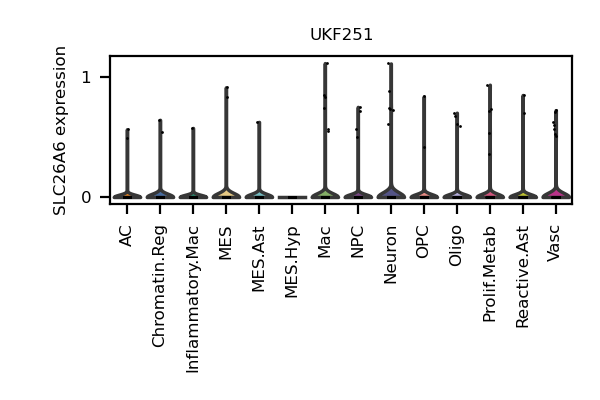 UKF251
SLC26A6 expression
1
0
AC
Chromatin.Reg
Inflammatory.Mac
MES
MES.Ast
MES.Hyp
Mac
NPC
Neuron
OPC
Oligo
Prolif.Metab
Reactive.Ast
Vasc